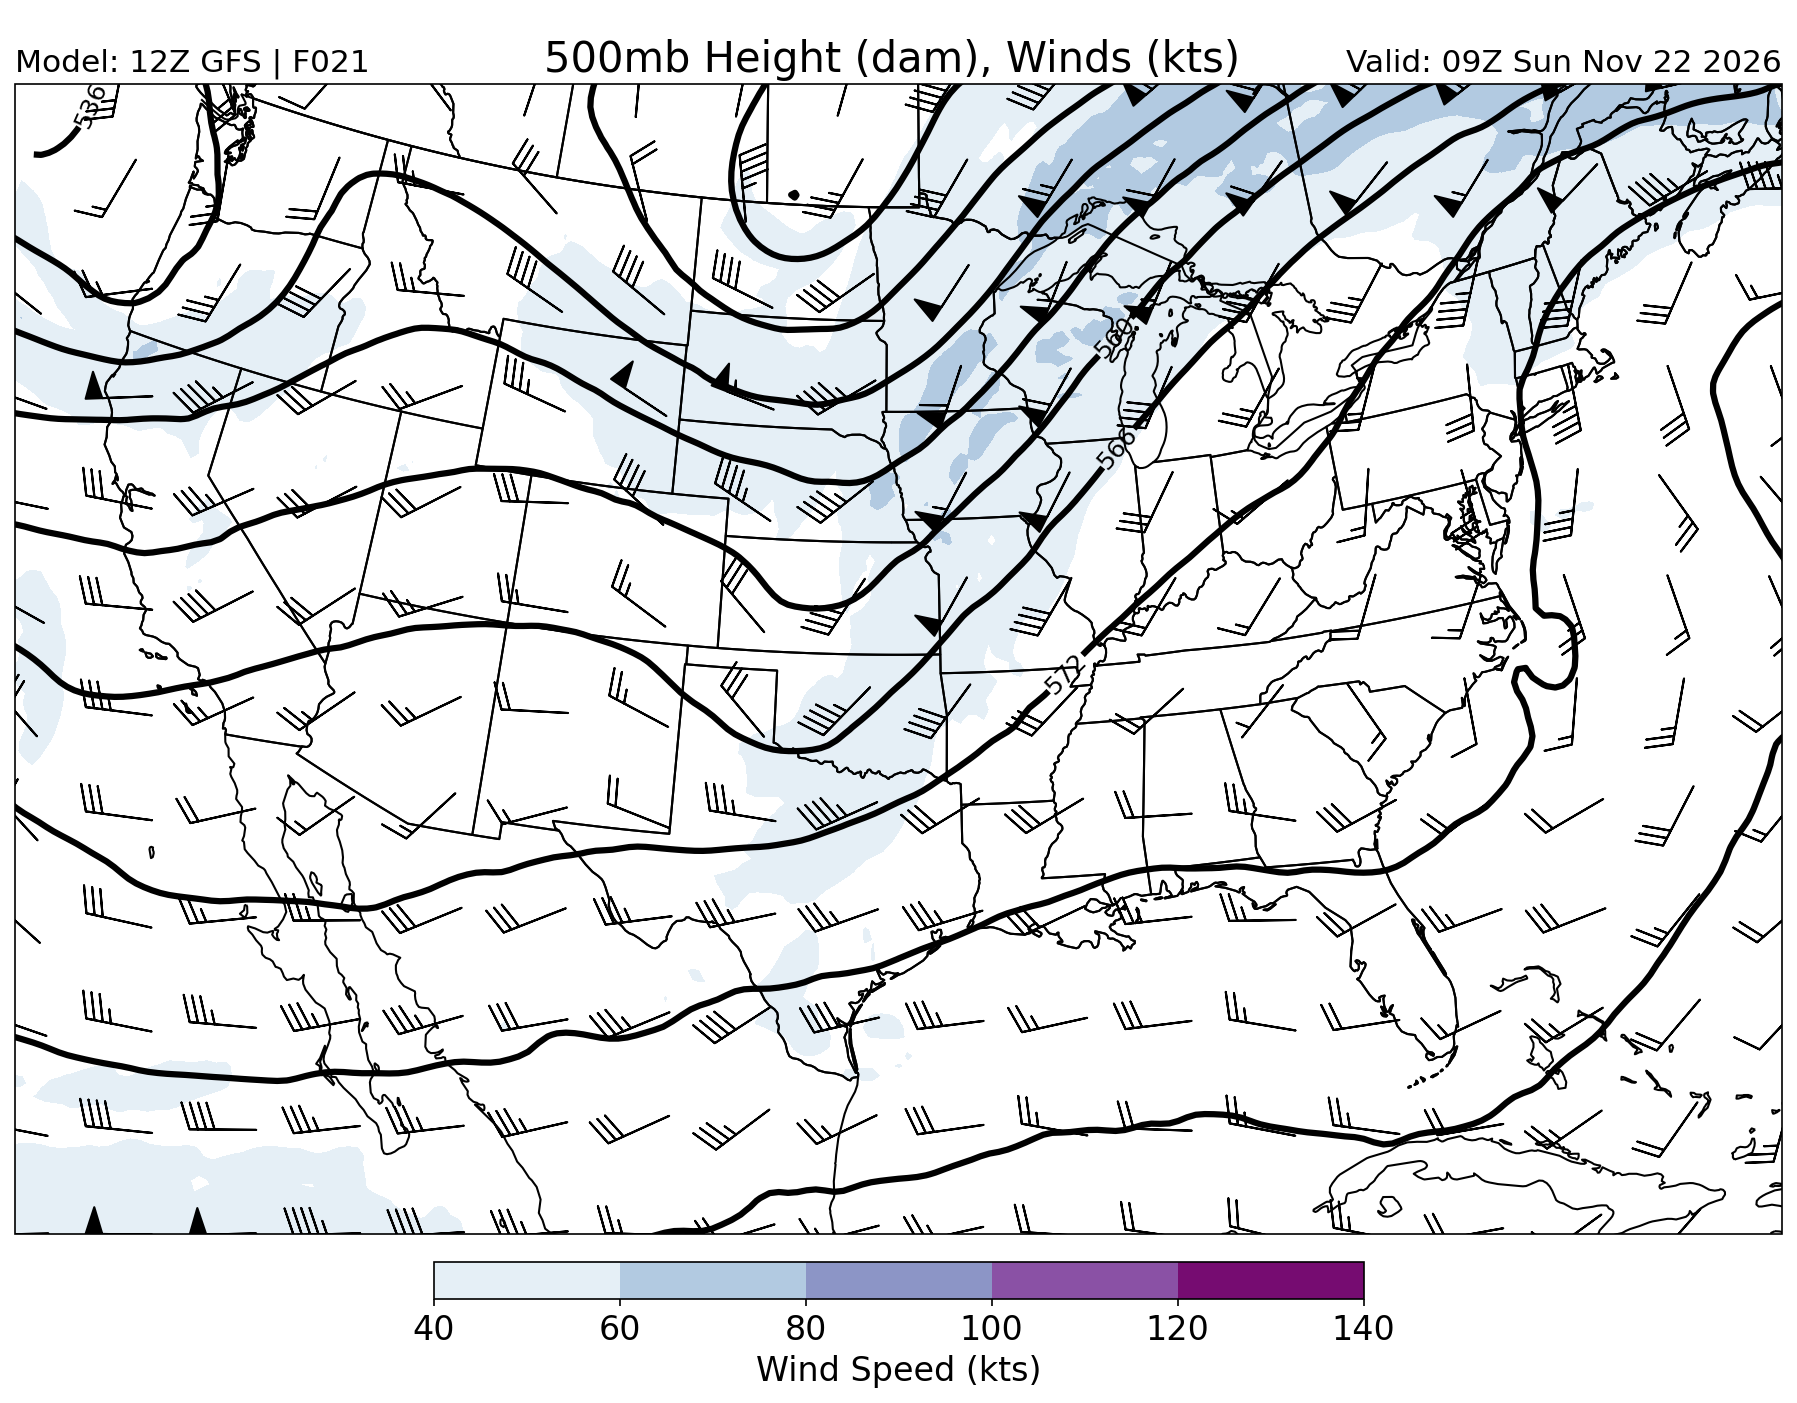 Model: 12Z GFS | F021
500mb Height (dam), Winds (kts)
Valid: 09Z Sun Nov 22 2026
536
560
566
572
40 60 80 100 120 140
Wind Speed (kts)